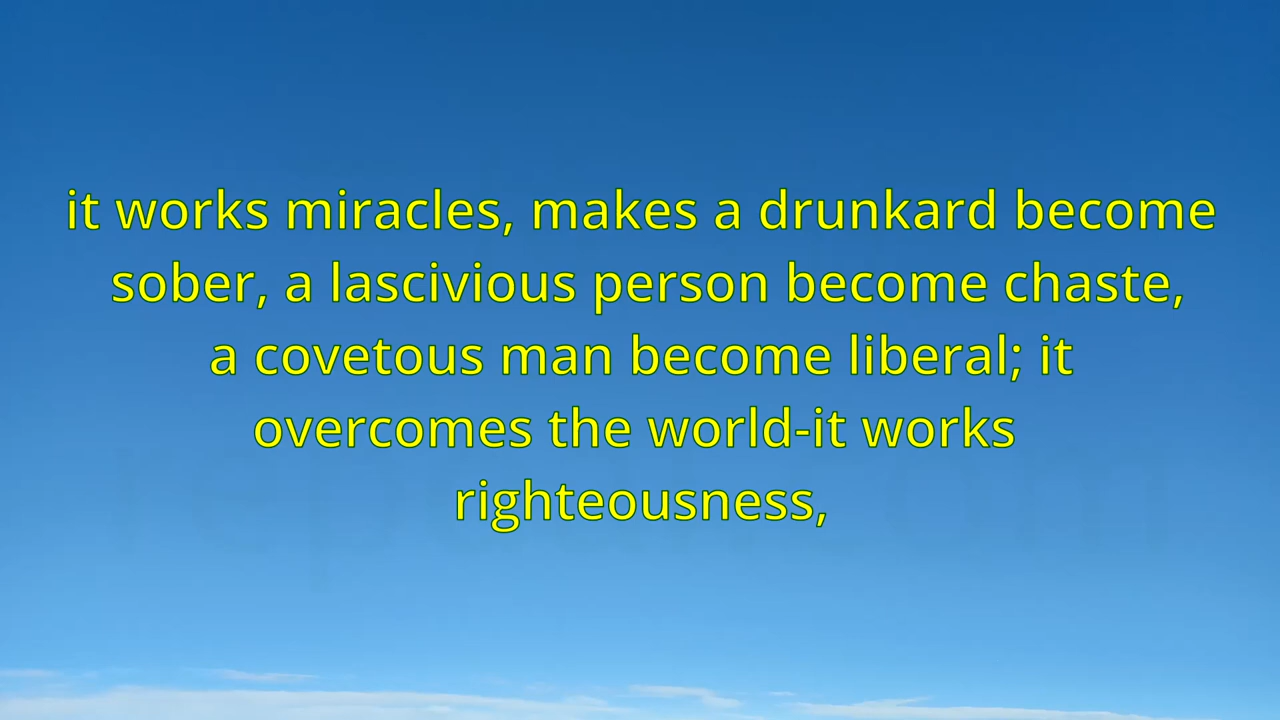 it works miracles, makes a drunkard become
sober, a lascivious person become chaste,
a covetous man become liberal; it
overcomes the world-it works
righteousness,